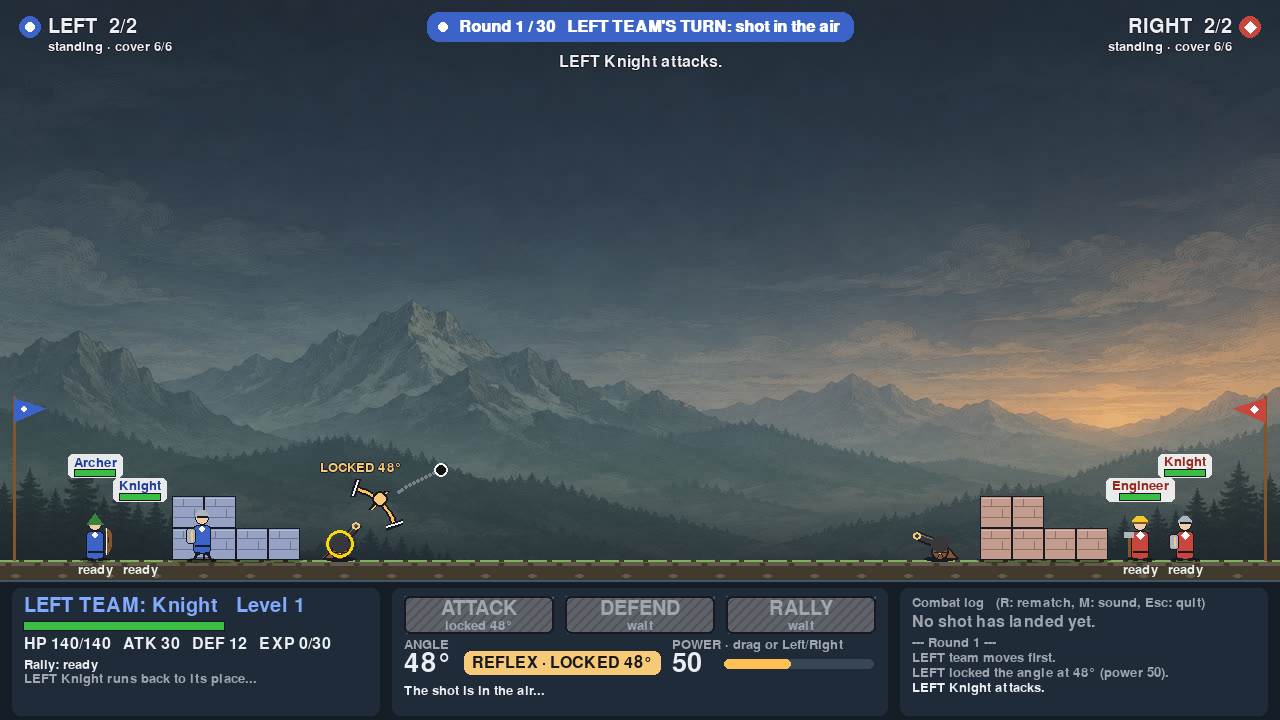 LEFT 2/2
standing · cover 6/6
Round 1 / 30 LEFT TEAM'S TURN: shot in the air
LEFT Knight attacks.
RIGHT 2/2
standing · cover 6/6
Archer
Knight
LOCKED 48°
Knight
Engineer
ready ready
ready ready
LEFT TEAM: Knight Level 1
HP 140/140 ATK 30 DEF 12 EXP 0/30
Rally: ready
LEFT Knight runs back to its place...
ATTACK
locked 48°
DEFEND
wait
RALLY
wait
ANGLE
48°
REFLEX · LOCKED 48°
POWER · drag or Left/Right
50
The shot is in the air...
Combat log (R: rematch, M: sound, Esc: quit)
No shot has landed yet.
--- Round 1 ---
LEFT team moves first.
LEFT locked the angle at 48° (power 50).
LEFT Knight attacks.